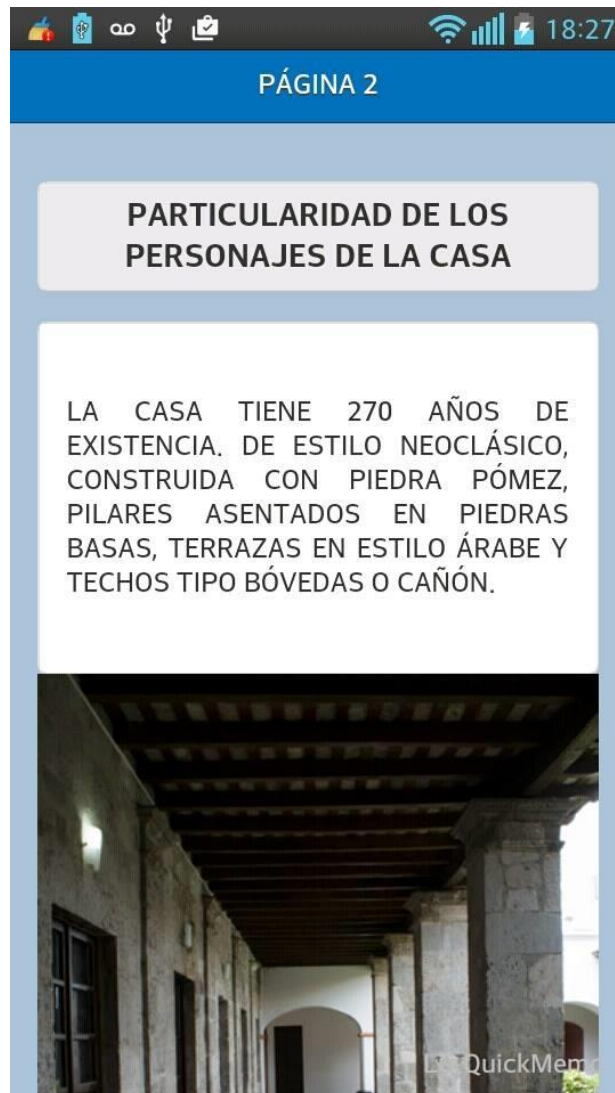 18:27
PÁGINA 2
PARTICULARIDAD DE LOS
PERSONAJES DE LA CASA
LA CASA TIENE 270 AÑOS DE
EXISTENCIA. DE ESTILO NEOCLÁSICO,
CONSTRUIDA CON PIEDRA PÓMEZ,
PILARES ASENTADOS EN PIEDRAS
BASAS, TERRAZAS EN ESTILO ÁRABE Y
TECHOS TIPO BÓVEDAS O CAÑÓN.
QuickMemo